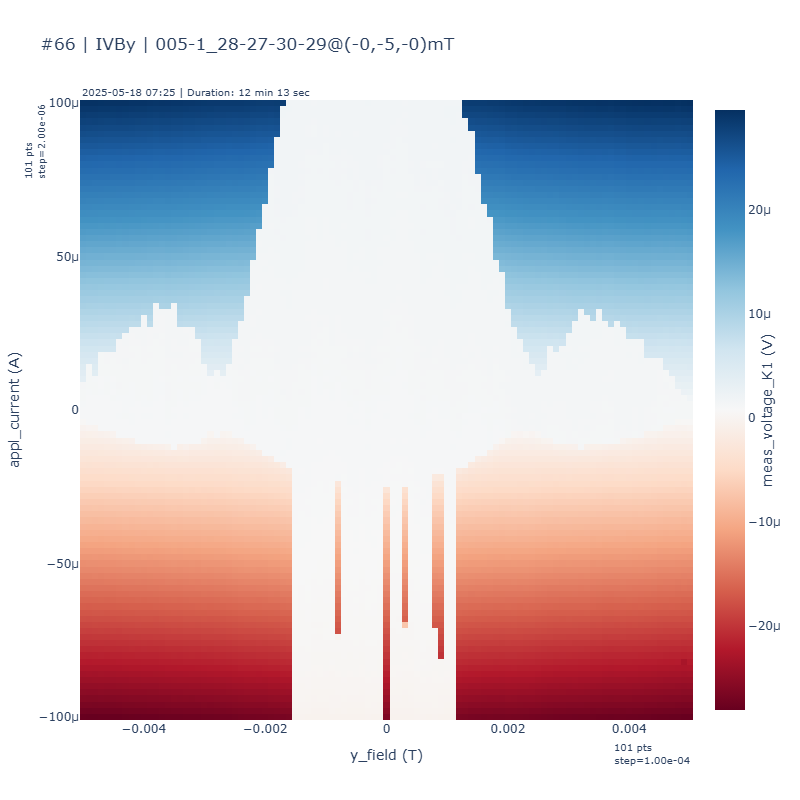 #66 | IVBy | 005-1_28-27-30-29@(-0,-5,-0)mT
2025-05-18 07:25 | Duration: 12 min 13 sec
101 pts
step=2.00e-06
appl_current (A)
100μ
50μ
0
−50μ
−100μ
−0.004
−0.002
0
0.002
0.004
y_field (T)
101 pts
step=1.00e-04
20μ
10μ
0
−10μ
−20μ
meas_voltage_K1 (V)